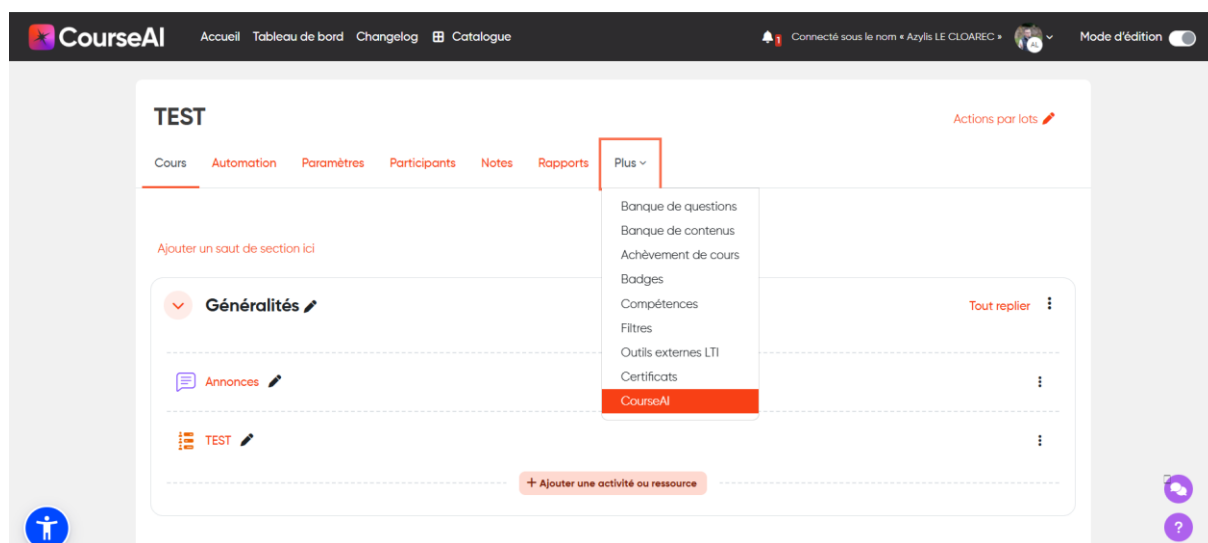 CourseAI Accueil Tableau de bord Changelog Catalogue 1 Connecté sous le nom « Azylis LE CLOAREC » AL Mode d'édition
TEST Actions par lots
Cours Automation Paramètres Participants Notes Rapports Plus
Banque de questions
Banque de contenus
Achèvement de cours
Badges
Compétences
Filtres
Outils externes LTI
Certificats
CourseAI
Ajouter un saut de section ici
Généralités Tout replier
Annonces
TEST
+ Ajouter une activité ou ressource
?